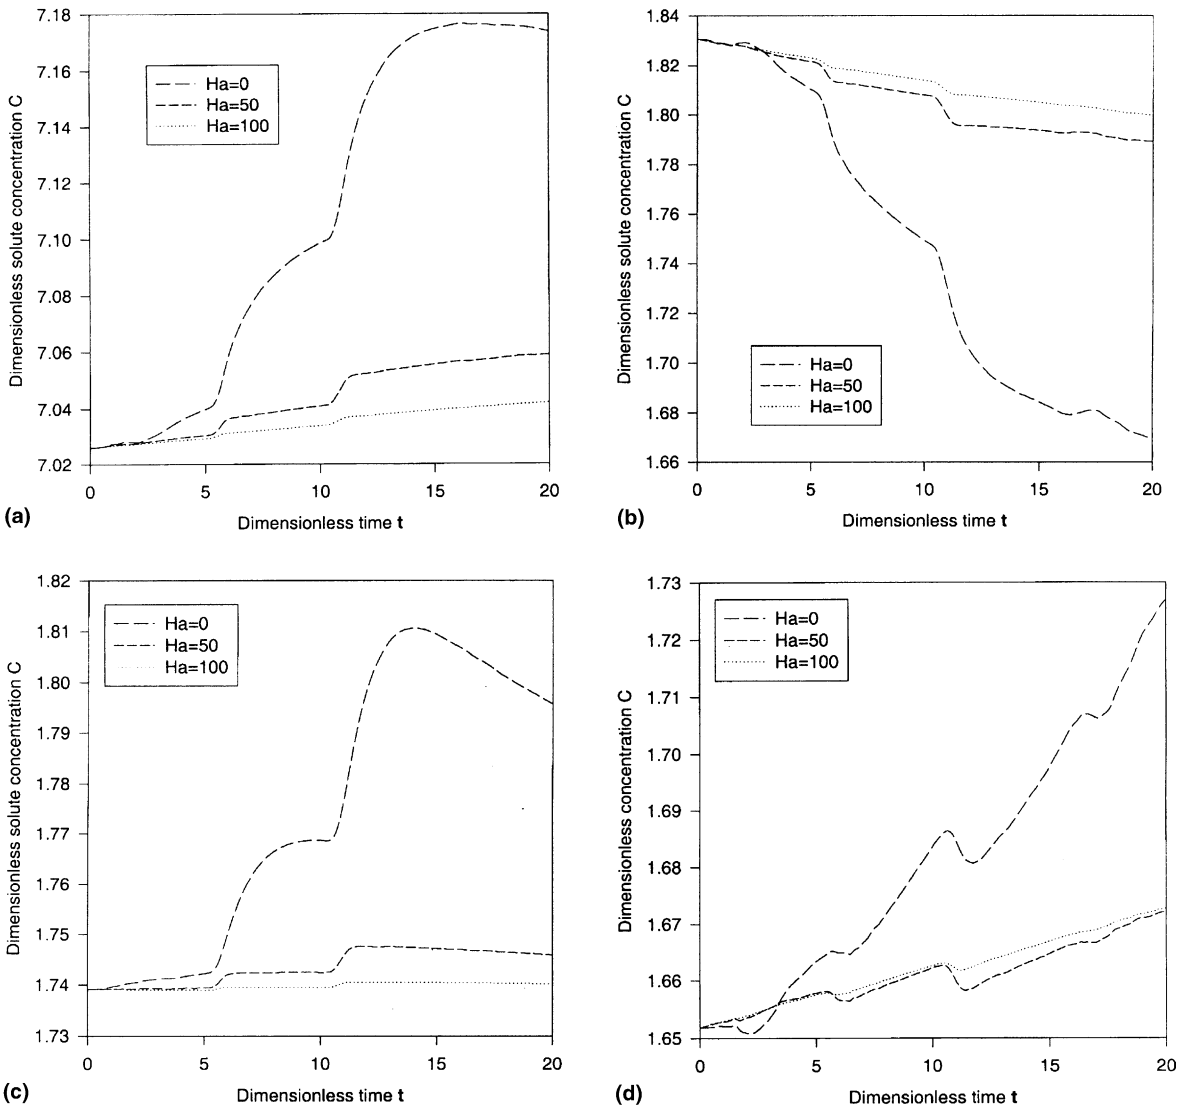 7.18
7.16
7.14
7.12
7.10
7.08
7.06
7.04
7.02
Dimensionless solute concentration C
Ha=0
Ha=50
Ha=100
0 5 10 15 20
Dimensionless time t
(a)
1.84
1.82
1.80
1.78
1.76
1.74
1.72
1.70
1.68
1.66
Dimensionless solute concentration C
Ha=0
Ha=50
Ha=100
0 5 10 15 20
Dimensionless time t
(b)
1.82
1.81
1.80
1.79
1.78
1.77
1.76
1.75
1.74
1.73
Dimensionless solute concentration C
Ha=0
Ha=50
Ha=100
0 5 10 15 20
Dimensionless time t
(c)
1.73
1.72
1.71
1.70
1.69
1.68
1.67
1.66
1.65
Dimensionless concentration C
Ha=0
Ha=50
Ha=100
0 5 10 15 20
Dimensionless time t
(d)